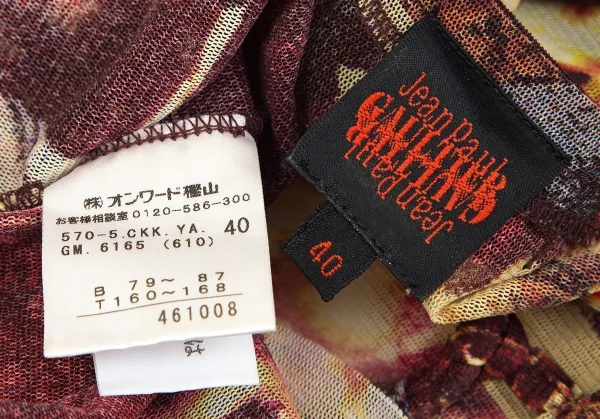 (株)オンワード樫山
お客様相談室 0120-586-300
570-5.CKK. YA. 40
GM. 6165 (610)
B 79～ 87
T 160～168
461008
Jean Paul
GAULTIER
GAULTIER
Jean Paul
40